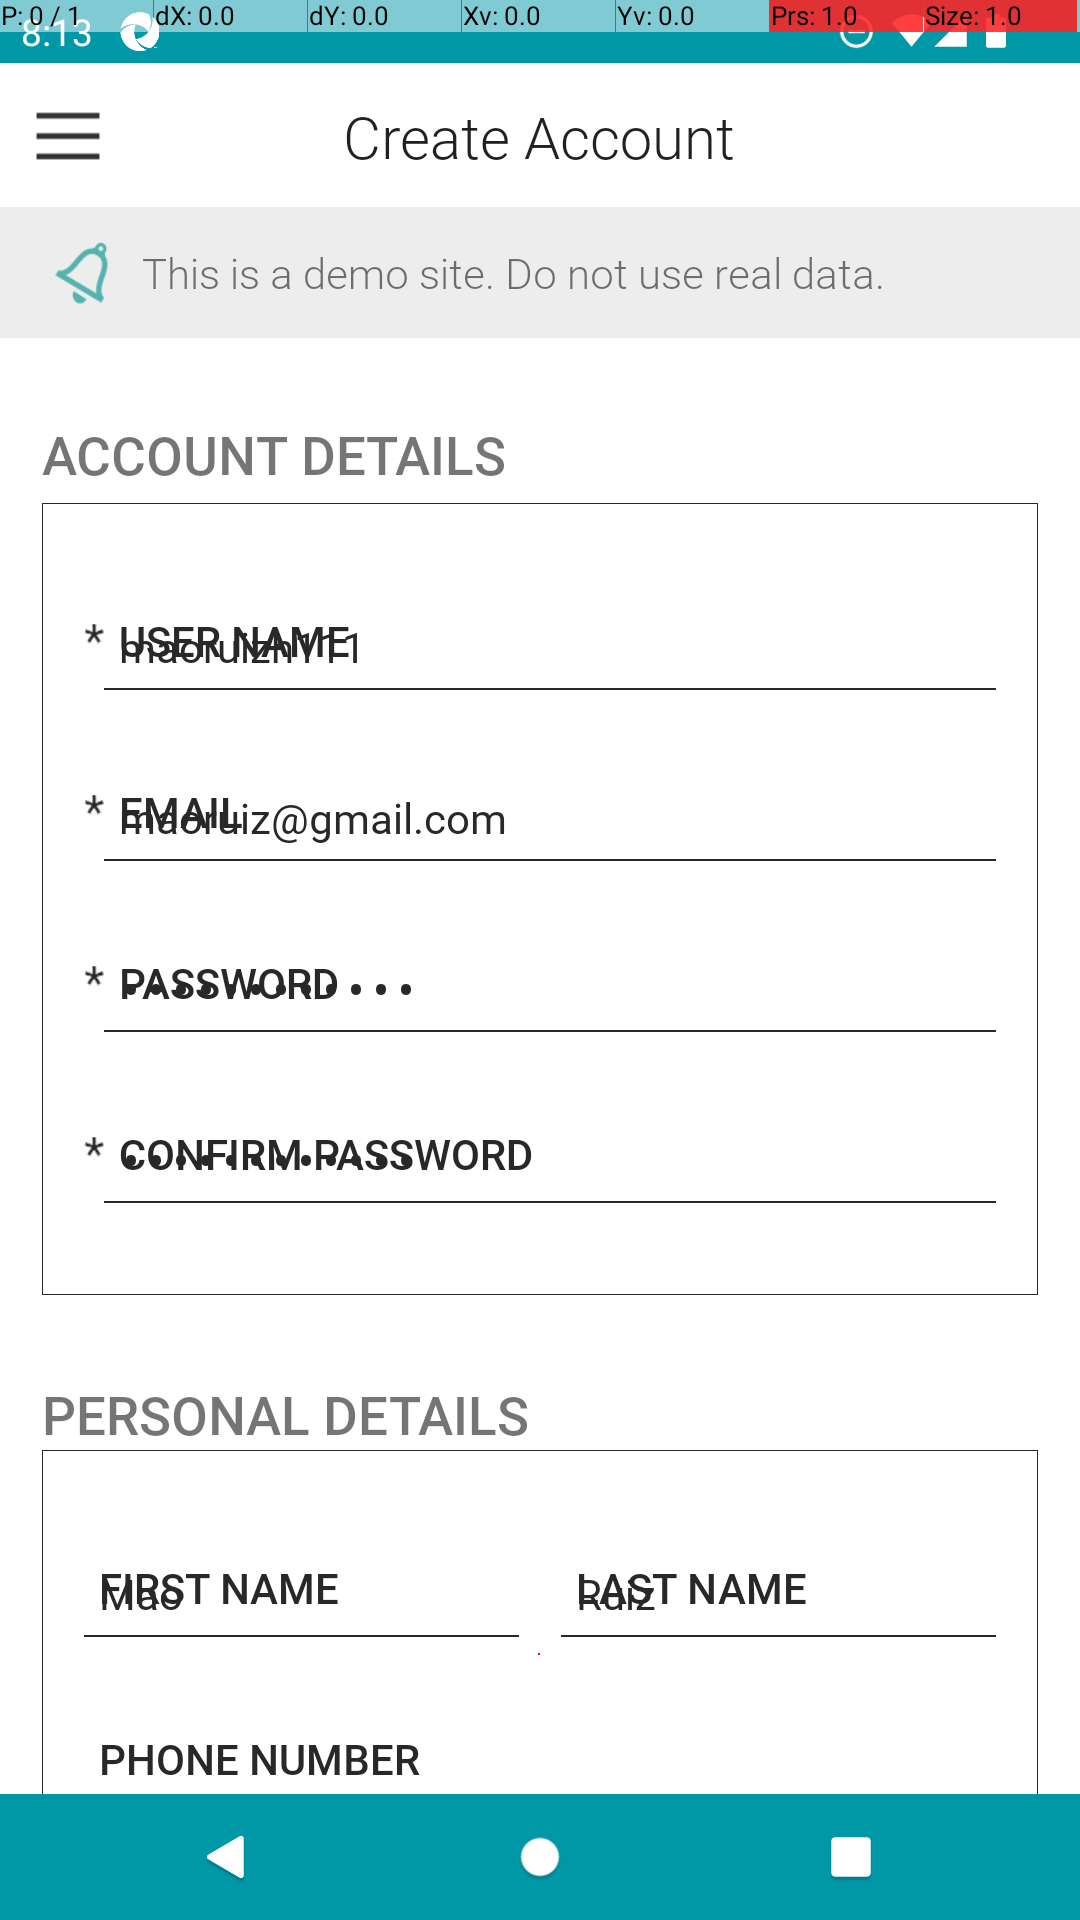 P: 0 / 1 dX: 0.0 dY: 0.0 Xv: 0.0 Yv: 0.0 Prs: 1.0 Size: 1.0
8:13
Create Account
This is a demo site. Do not use real data.
ACCOUNT DETAILS
* USER NAME
maoruizh111
* EMAIL
maoruiz@gmail.com
* PASSWORD
* CONFIRM PASSWORD
PERSONAL DETAILS
FIRST NAME LAST NAME
Mao Ruiz
PHONE NUMBER